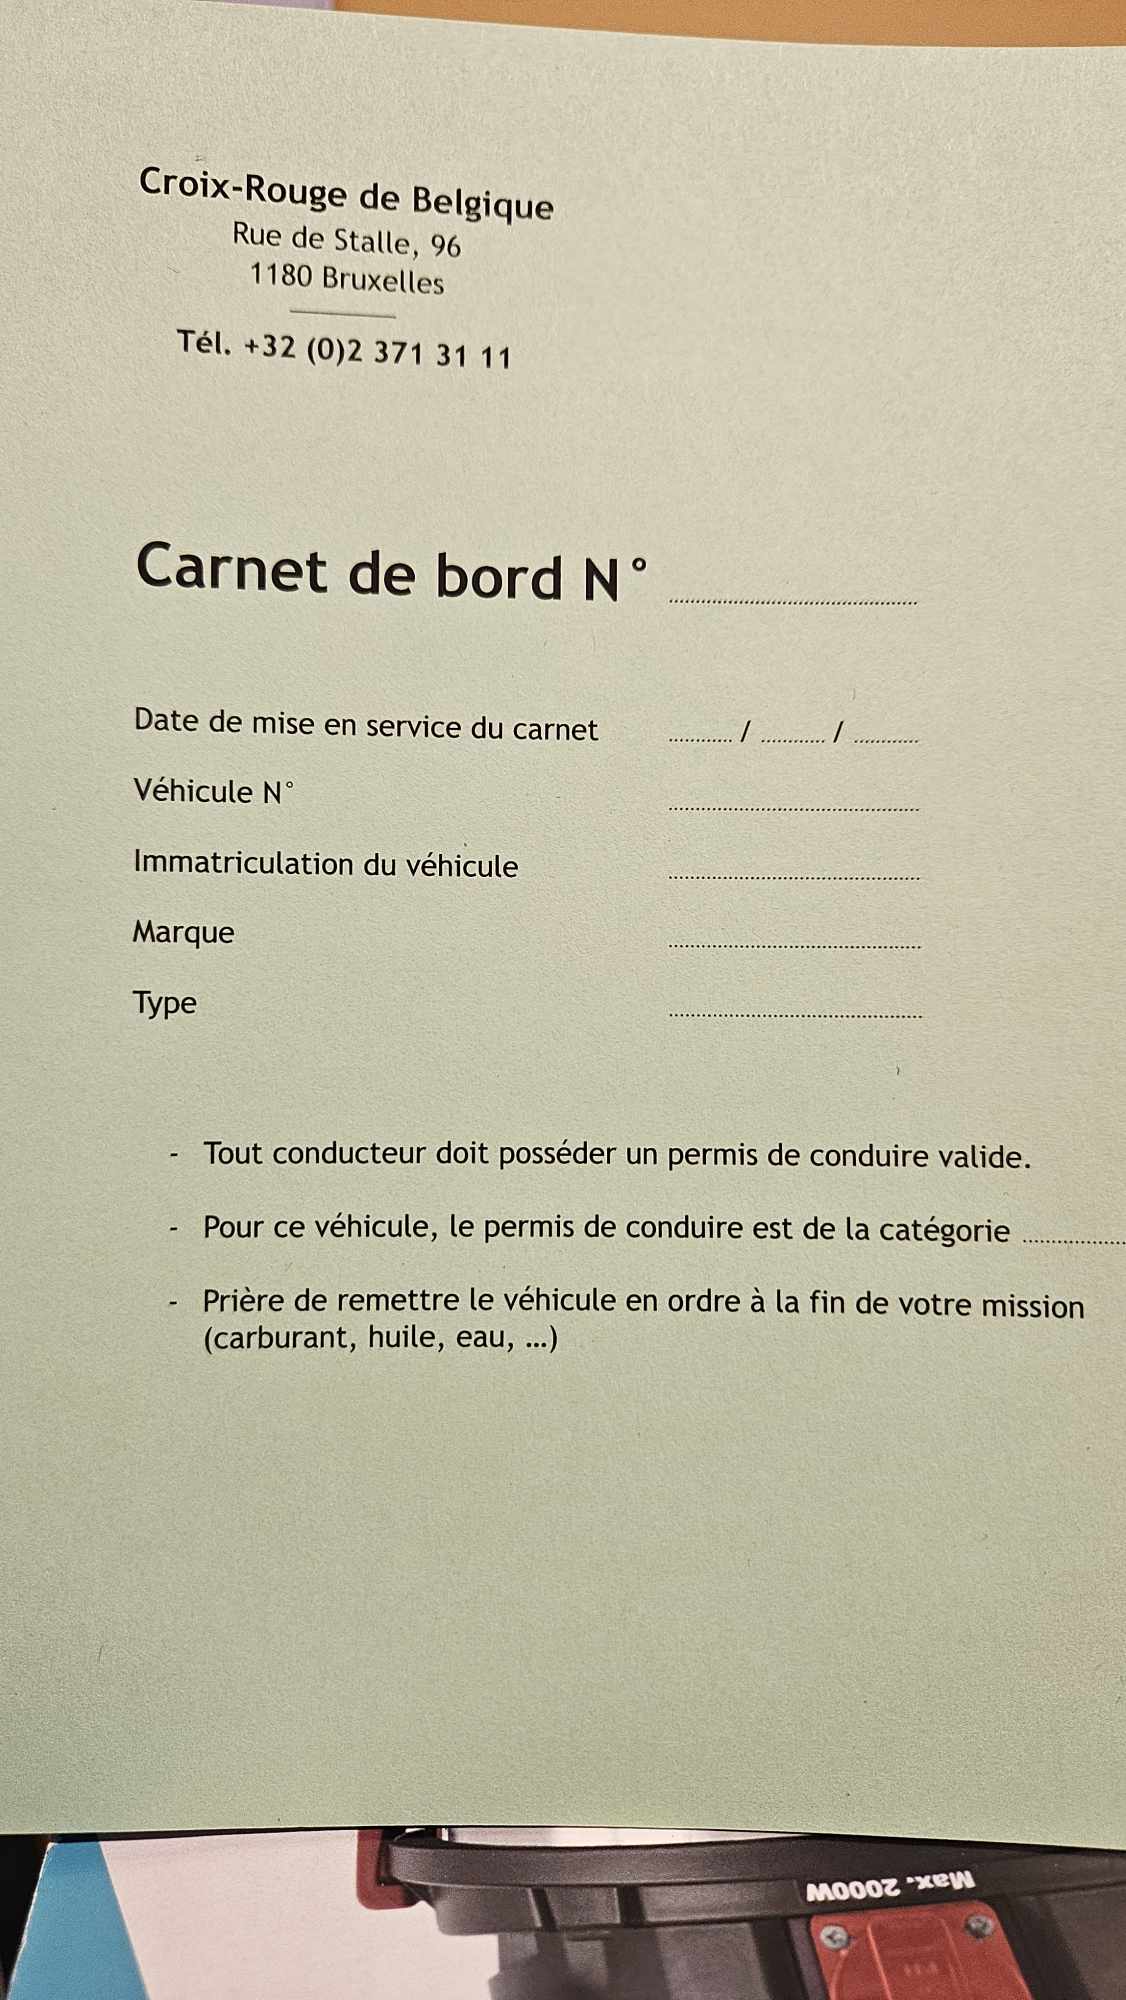 Croix-Rouge de Belgique
Rue de Stalle, 96
1180 Bruxelles
Tél. +32 (0)2 371 31 11
Carnet de bord N° ....................
Date de mise en service du carnet .......... / .......... / ..........
Véhicule N° ....................
Immatriculation du véhicule ....................
Marque ....................
Type ....................
- Tout conducteur doit posséder un permis de conduire valide.
- Pour ce véhicule, le permis de conduire est de la catégorie ..........
- Prière de remettre le véhicule en ordre à la fin de votre mission
(carburant, huile, eau, ...)
Max. 2000W